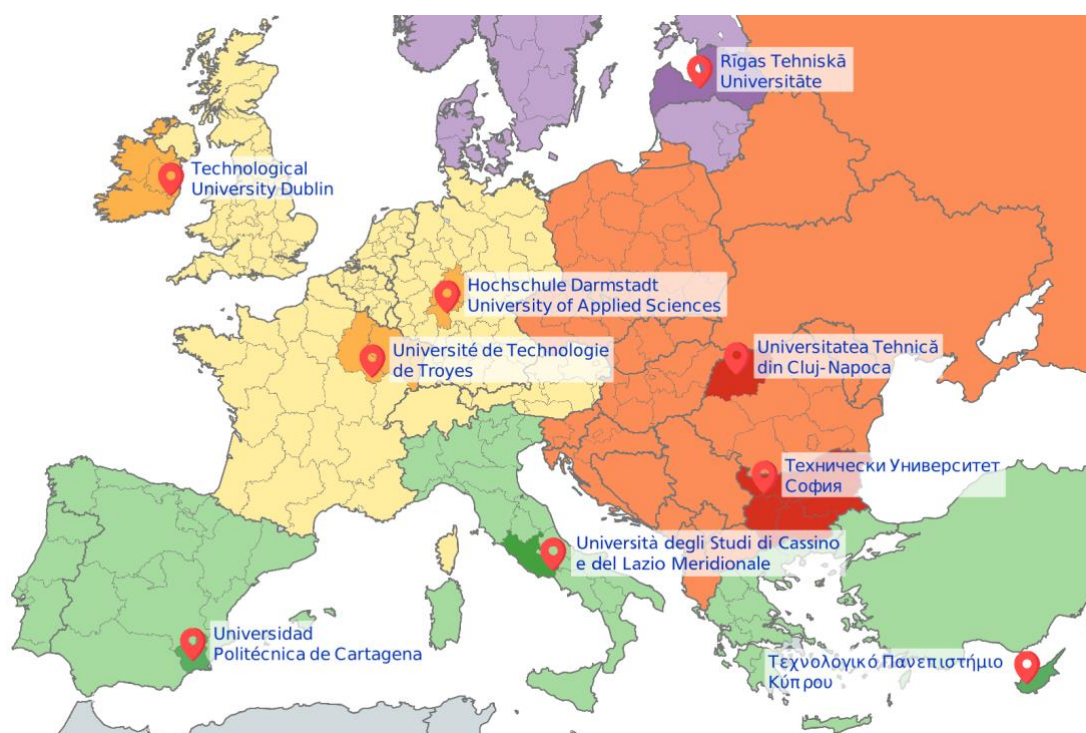 Rīgas Tehniskā
Universitāte
Technological
University Dublin
Hochschule Darmstadt
University of Applied Sciences
Université de Technologie
de Troyes
Universitatea Tehnică
din Cluj-Napoca
Технически Университет
София
Università degli Studi di Cassino
e del Lazio Meridionale
Universidad
Politécnica de Cartagena
Τεχνολογικό Πανεπιστήμιο
Κύπρου